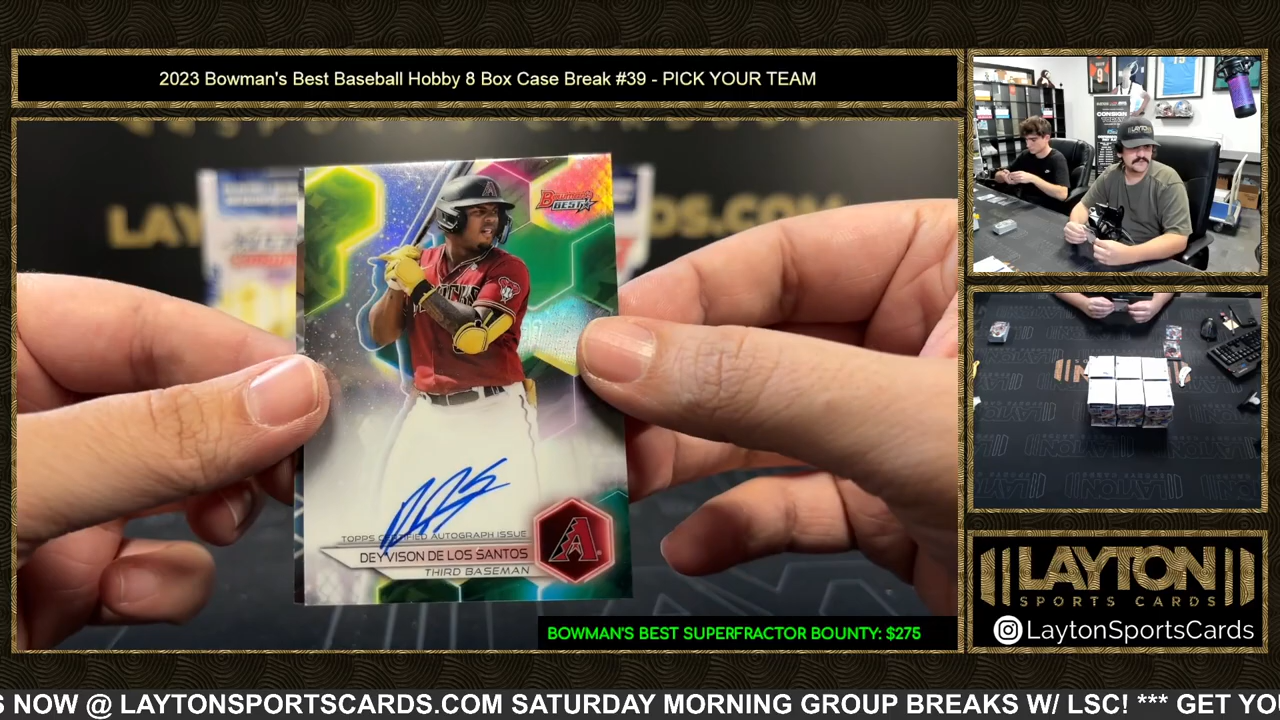 2023 Bowman's Best Baseball Hobby 8 Box Case Break #39 - PICK YOUR TEAM
BOWMAN'S BEST
TOPPS CERTIFIED AUTOGRAPH ISSUE
DEYVISON DE LOS SANTOS
THIRD BASEMAN
BOWMAN'S BEST SUPERFRACTOR BOUNTY: $275
CONSIGN
LAYTON
SPORTS CARDS
LaytonSportsCards
S NOW @ LAYTONSPORTSCARDS.COM SATURDAY MORNING GROUP BREAKS W/ LSC! *** GET YO